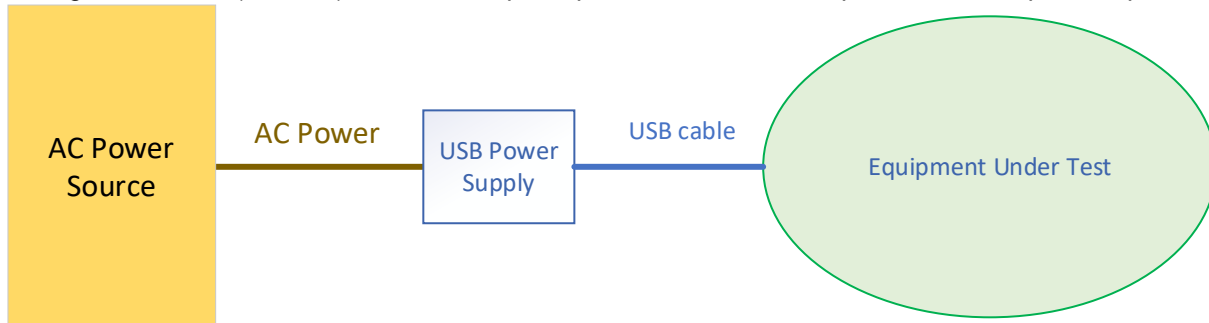 AC Power
Source
AC Power
USB Power
Supply
USB cable
Equipment Under Test